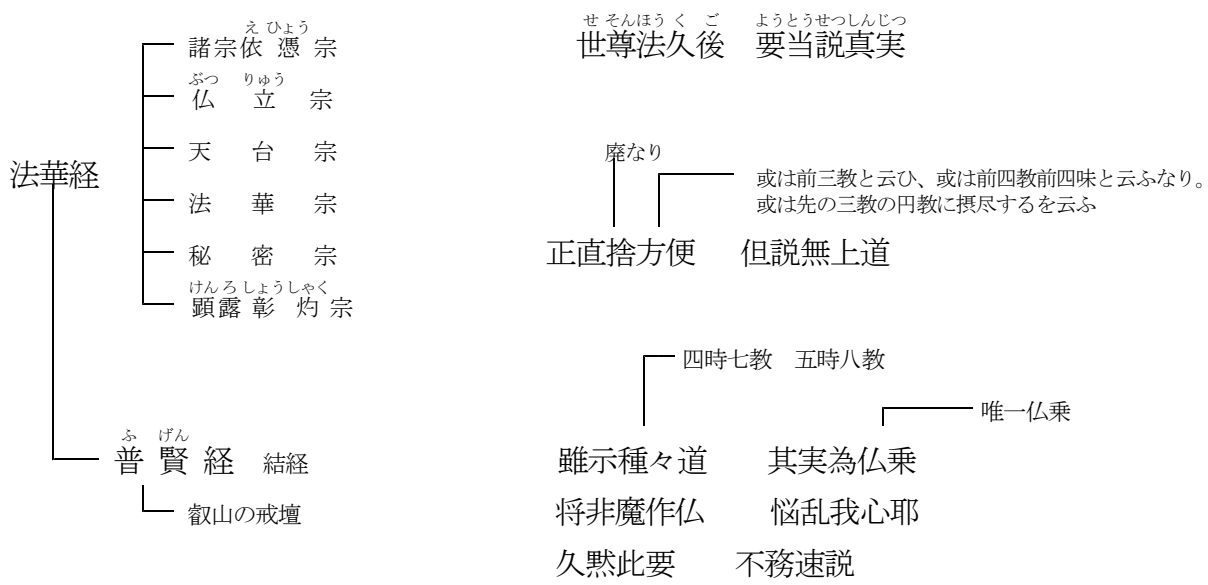 法華経
諸宗依憑宗
えひょう
仏立宗
ぶつ りゅう
天台宗
法華宗
秘密宗
顕露彰灼宗
けんろしょうしゃく
普賢経 結経
ふ げん
叡山の戒壇
世尊法久後 要当説真実
せそんほうくご ようとうせつしんじつ
廃なり
或は前三教と云ひ、或は前四教前四味と云ふなり。
或は先の三教の円教に摂尽するを云ふ
正直捨方便 但説無上道
四時七教 五時八教
唯一仏乗
雖示種々道 其実為仏乗
将非魔作仏 悩乱我心耶
久黙此要 不務速説